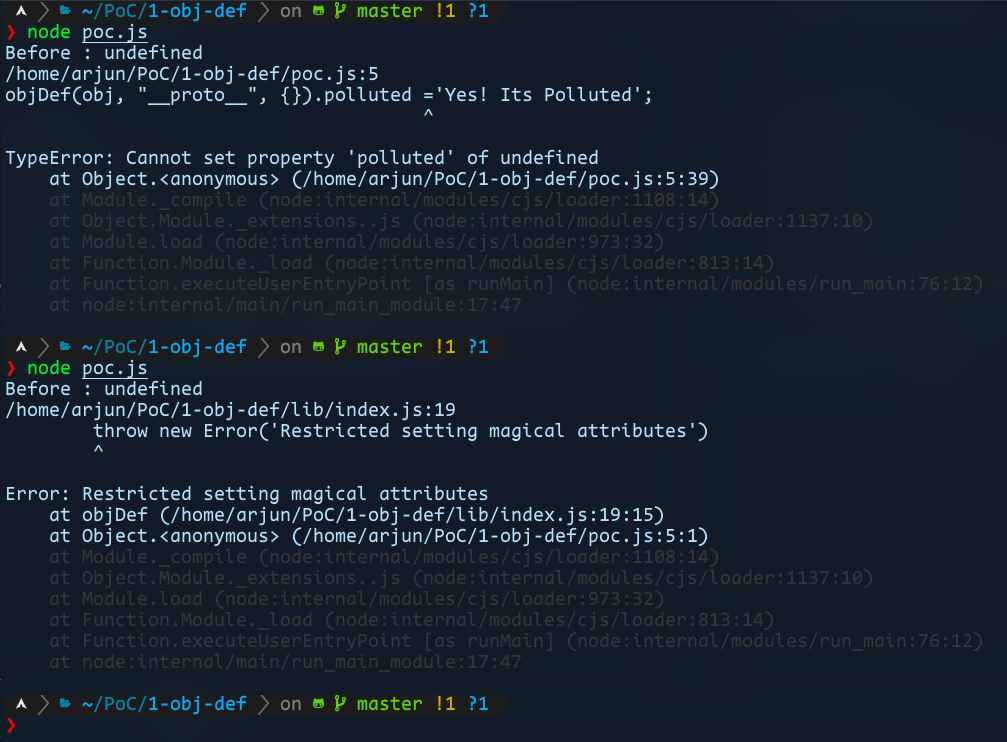 ~/PoC/1-obj-def > on master !1 ?1
❯ node poc.js
Before : undefined
/home/arjun/PoC/1-obj-def/poc.js:5
objDef(obj, "__proto__", {}).polluted ='Yes! Its Polluted';
^
TypeError: Cannot set property 'polluted' of undefined
at Object.<anonymous> (/home/arjun/PoC/1-obj-def/poc.js:5:39)
at Module._compile (node:internal/modules/cjs/loader:1108:14)
at Object.Module._extensions..js (node:internal/modules/cjs/loader:1137:10)
at Module.load (node:internal/modules/cjs/loader:973:32)
at Function.Module._load (node:internal/modules/cjs/loader:813:14)
at Function.executeUserEntryPoint [as runMain] (node:internal/modules/run_main:76:12)
at node:internal/main/run_main_module:17:47
~/PoC/1-obj-def > on master !1 ?1
❯ node poc.js
Before : undefined
/home/arjun/PoC/1-obj-def/lib/index.js:19
throw new Error('Restricted setting magical attributes')
^
Error: Restricted setting magical attributes
at objDef (/home/arjun/PoC/1-obj-def/lib/index.js:19:15)
at Object.<anonymous> (/home/arjun/PoC/1-obj-def/poc.js:5:1)
at Module._compile (node:internal/modules/cjs/loader:1108:14)
at Object.Module._extensions..js (node:internal/modules/cjs/loader:1137:10)
at Module.load (node:internal/modules/cjs/loader:973:32)
at Function.Module._load (node:internal/modules/cjs/loader:813:14)
at Function.executeUserEntryPoint [as runMain] (node:internal/modules/run_main:76:12)
at node:internal/main/run_main_module:17:47
~/PoC/1-obj-def > on master !1 ?1
❯